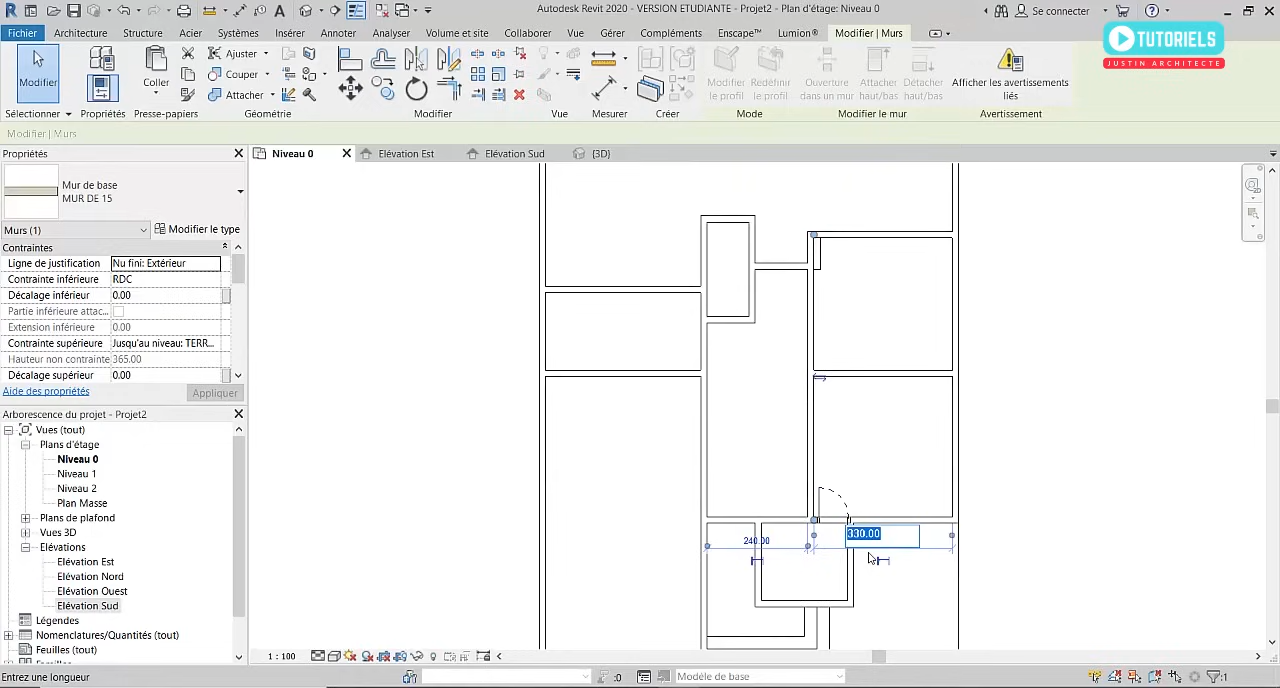 Autodesk Revit 2020 - VERSION ETUDIANTE - Projet2 - Plan d'étage: Niveau 0
Se connecter
Fichier Architecture Structure Acier Systèmes Insérer Annoter Analyser Volume et site Collaborer Vue Gérer Compléments Enscape™ Lumion® Modifier | Murs
TUTORIELS
JUSTIN ARCHITECTE
Modifier
Coller
Ajuster
Couper
Attacher
Modifier le profil
Redéfinir le profil
Ouverture dans un mur
Attacher haut/bas
Détacher haut/bas
Afficher les avertissements liés
Sélectionner Propriétés Presse-papiers Géométrie Modifier Vue Mesurer Créer Mode Modifier le mur Avertissement
Modifier | Murs
Propriétés
Niveau 0
Elévation Est
Elévation Sud
{3D}
Mur de base
MUR DE 15
Murs (1)
Modifier le type
Contraintes
Ligne de justification Nu fini: Extérieur
Contrainte inférieure RDC
Décalage inférieur 0.00
Partie inférieure attac...
Extension inférieure 0.00
Contrainte supérieure Jusqu'au niveau: TERR...
Hauteur non contrainte 365.00
Décalage supérieur 0.00
Aide des propriétés
Appliquer
Arborescence du projet - Projet2
Vues (tout)
Plans d'étage
Niveau 0
Niveau 1
Niveau 2
Plan Masse
Plans de plafond
Vues 3D
Elévations
Elévation Est
Elévation Nord
Elévation Ouest
Elévation Sud
Légendes
Nomenclatures/Quantités (tout)
Feuilles (tout)
240.00
330.00
1 : 100
Entrez une longueur
:0
Modèle de base
:1